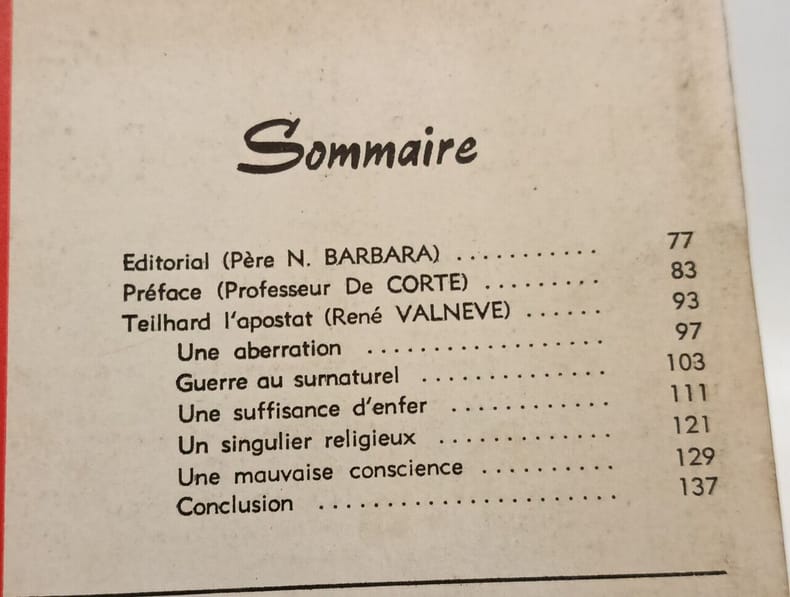 Sommaire
Editorial (Père N. BARBARA) ........... 77
Préface (Professeur De CORTE) ......... 83
Teilhard l'apostat (René VALNEVE) ...... 93
Une aberration .................. 97
Guerre au surnaturel .............. 103
Une suffisance d'enfer ............ 111
Un singulier religieux ............. 121
Une mauvaise conscience .......... 129
Conclusion ....................... 137